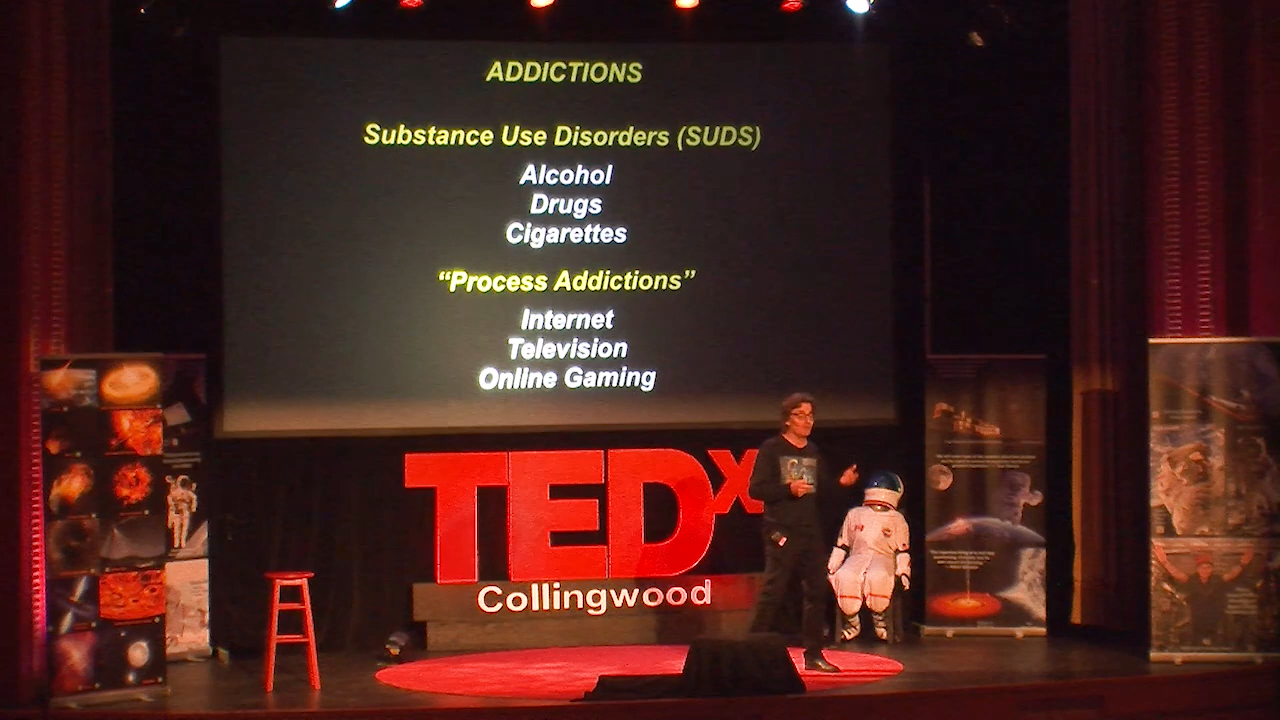 ADDICTIONS
Substance Use Disorders (SUDS)
Alcohol
Drugs
Cigarettes
“Process Addictions”
Internet
Television
Online Gaming
TEDx
Collingwood